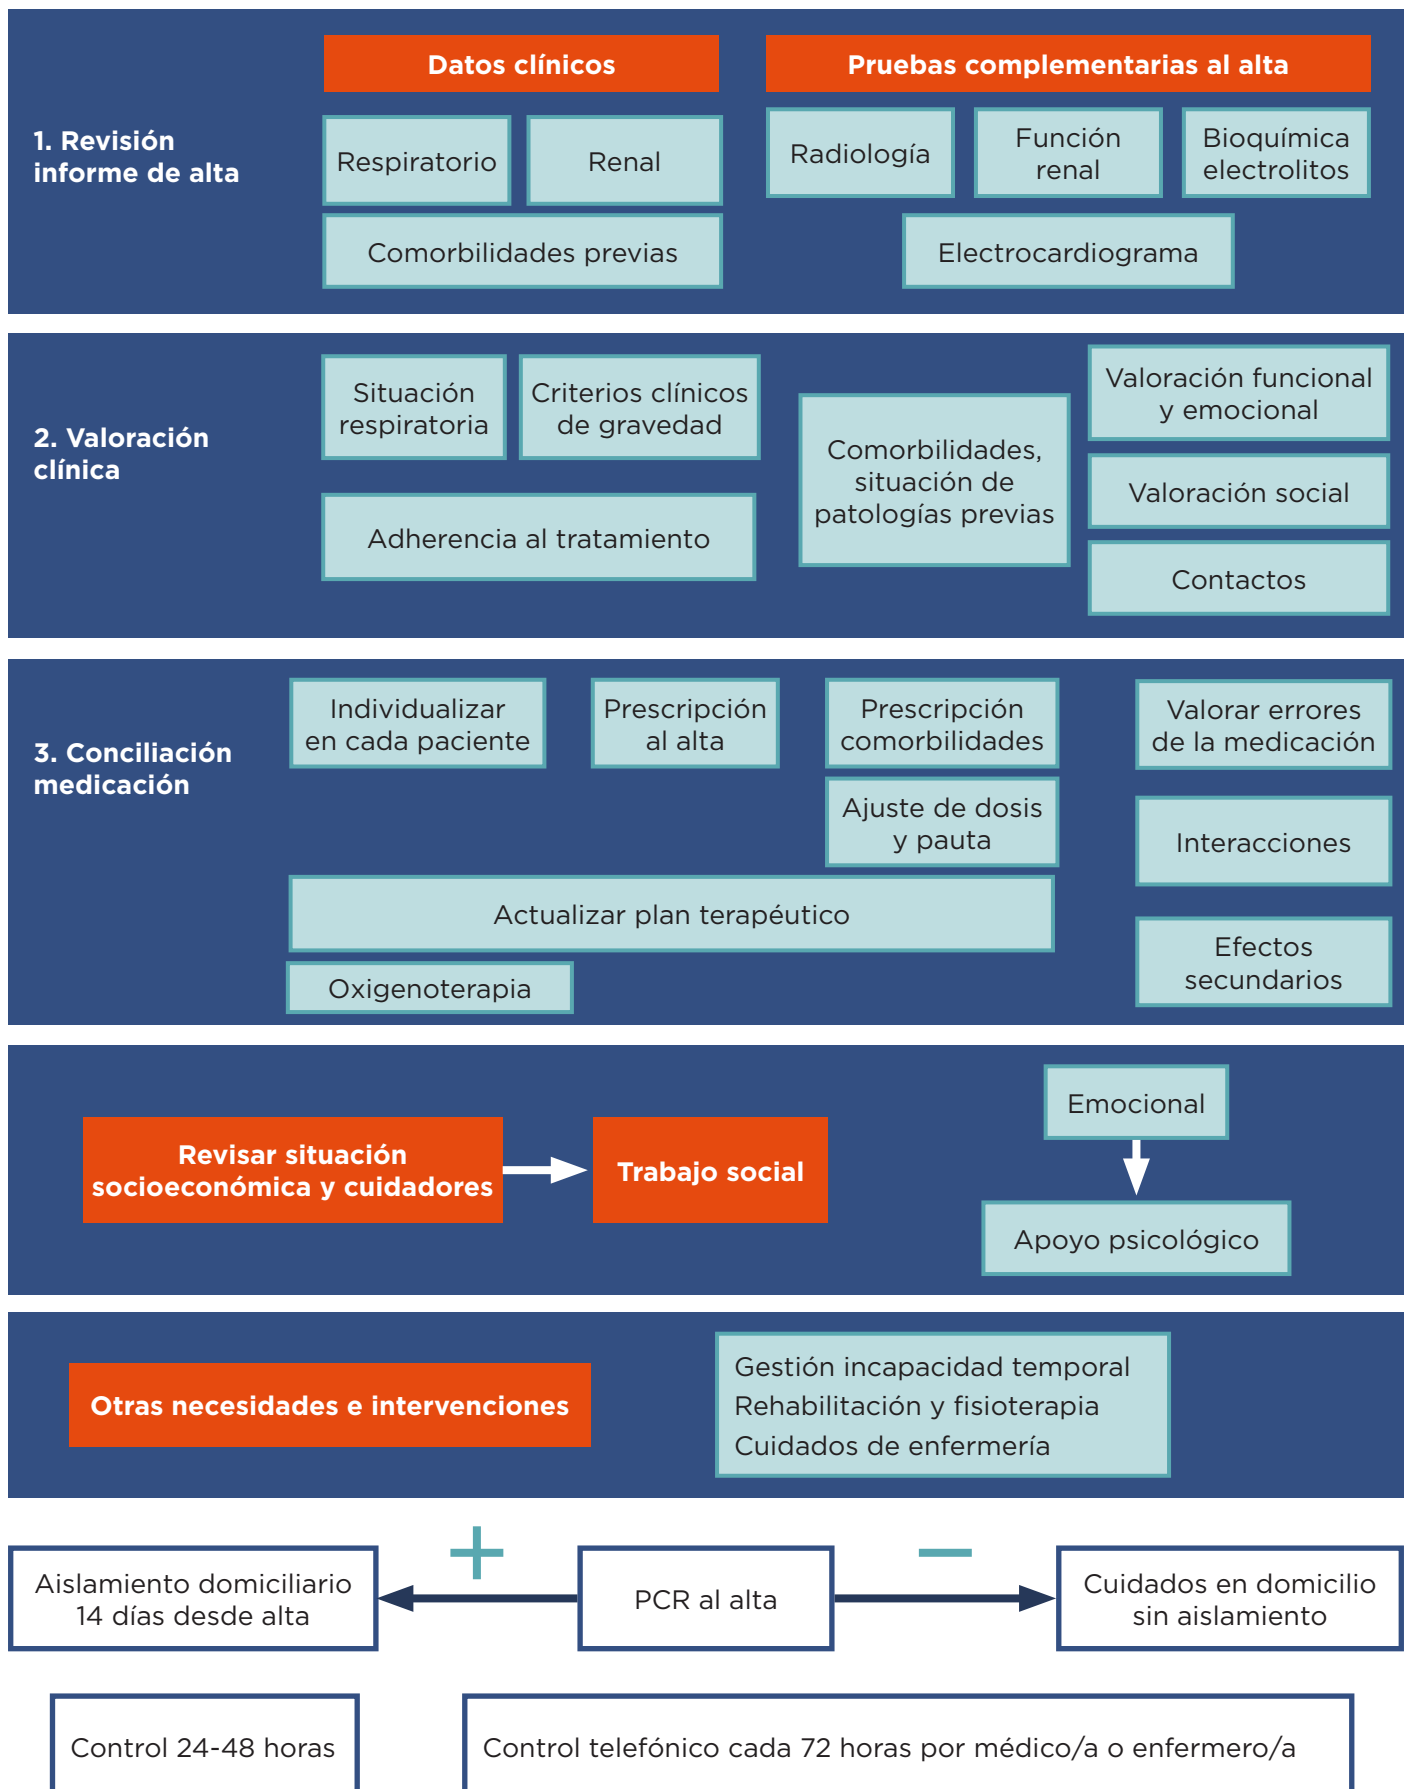 1. Revisión
informe de alta
Datos clínicos
Respiratorio
Renal
Comorbilidades previas
Pruebas complementarias al alta
Radiología
Función
renal
Bioquímica
electrolitos
Electrocardiograma
2. Valoración
clínica
Situación
respiratoria
Criterios clínicos
de gravedad
Adherencia al tratamiento
Comorbilidades,
situación de
patologías previas
Valoración funcional
y emocional
Valoración social
Contactos
3. Conciliación
medicación
Individualizar
en cada paciente
Prescripción
al alta
Prescripción
comorbilidades
Ajuste de dosis
y pauta
Actualizar plan terapéutico
Oxigenoterapia
Valorar errores
de la medicación
Interacciones
Efectos
secundarios
Revisar situación
socioeconómica y cuidadores
Trabajo social
Emocional
Apoyo psicológico
Otras necesidades e intervenciones
Gestión incapacidad temporal
Rehabilitación y fisioterapia
Cuidados de enfermería
Aislamiento domiciliario
14 días desde alta
+
PCR al alta
−
Cuidados en domicilio
sin aislamiento
Control 24-48 horas
Control telefónico cada 72 horas por médico/a o enfermero/a